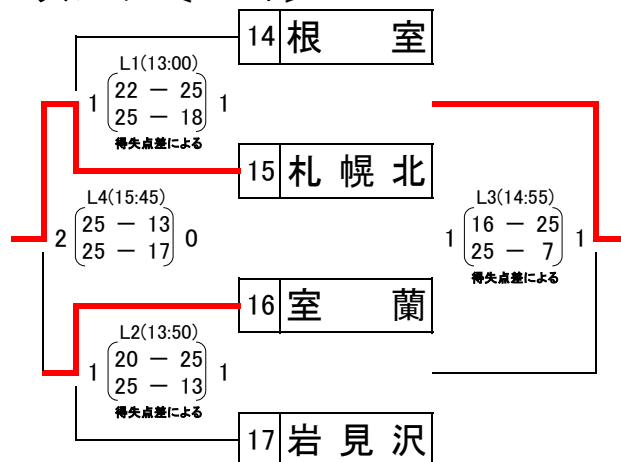 14 根 室
L1(13:00)
1 22 － 25 1
25 － 18
得失点差による
15 札 幌 北
L4(15:45)
2 25 － 13 0
25 － 17
L3(14:55)
1 16 － 25 1
25 － 7
得失点差による
16 室 蘭
L2(13:50)
1 20 － 25 1
25 － 13
得失点差による
17 岩 見 沢